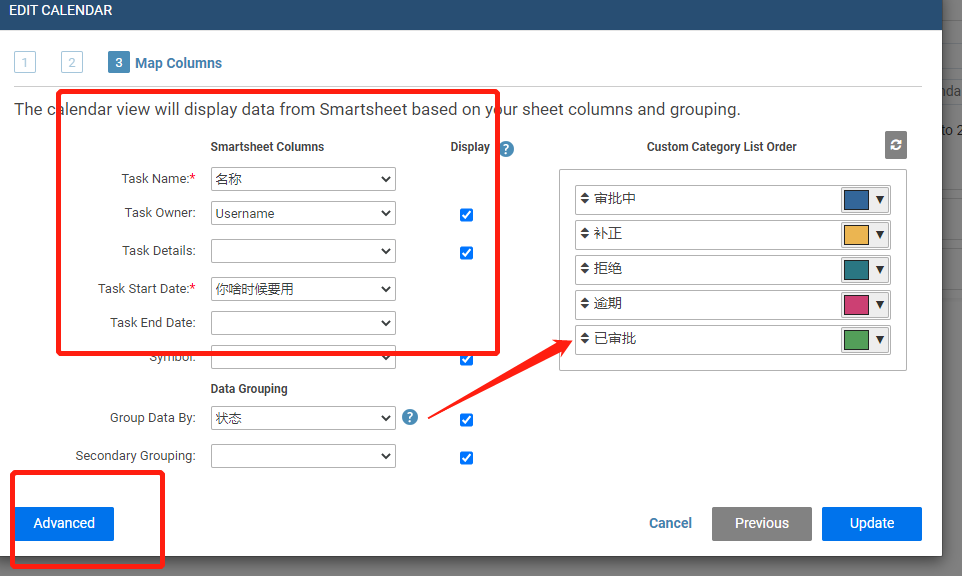 EDIT CALENDAR
1 2 3 Map Columns
The calendar view will display data from Smartsheet based on your sheet columns and grouping.
Smartsheet Columns Display ? Custom Category List Order
Task Name:* 名称
Task Owner: Username
Task Details:
Task Start Date:* 你啥时候要用
Task End Date:
Symbol:
审批中
补正
拒绝
逾期
已审批
Data Grouping
Group Data By: 状态 ?
Secondary Grouping:
Advanced Cancel Previous Update
nda
to 2